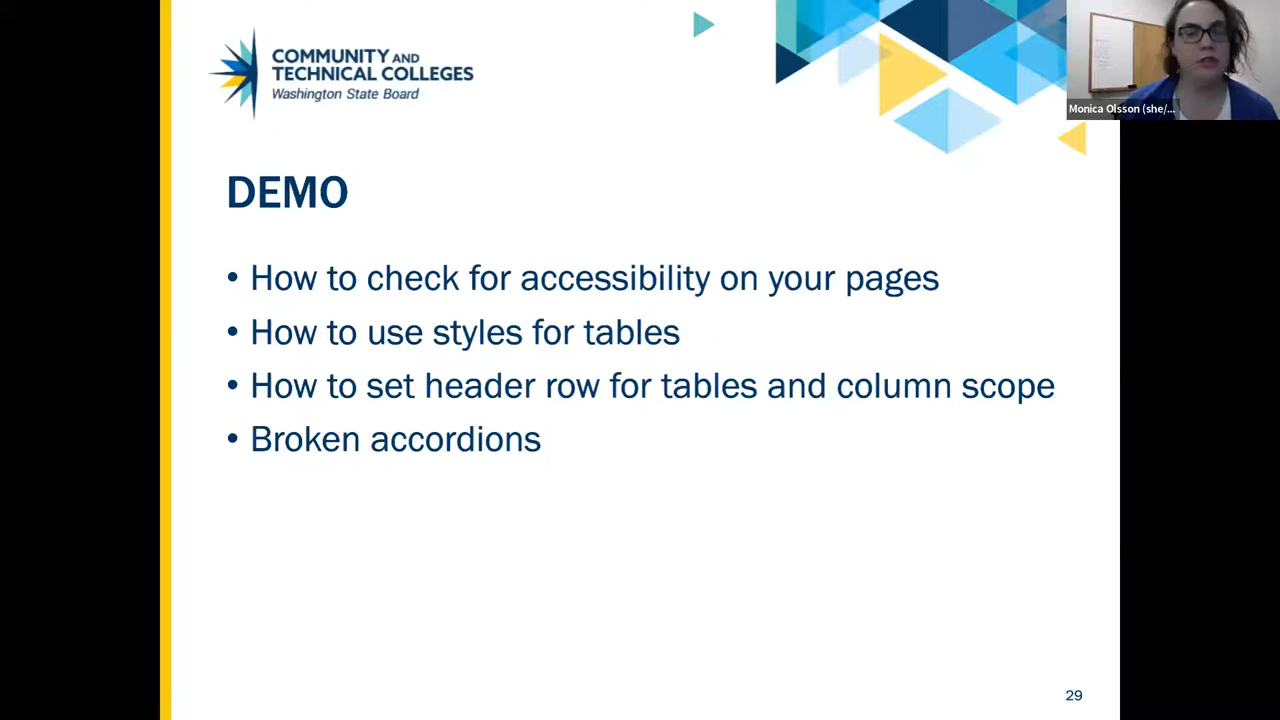 COMMUNITY AND
TECHNICAL COLLEGES
Washington State Board
Monica Olsson (she/...
DEMO
• How to check for accessibility on your pages
• How to use styles for tables
• How to set header row for tables and column scope
• Broken accordions
29